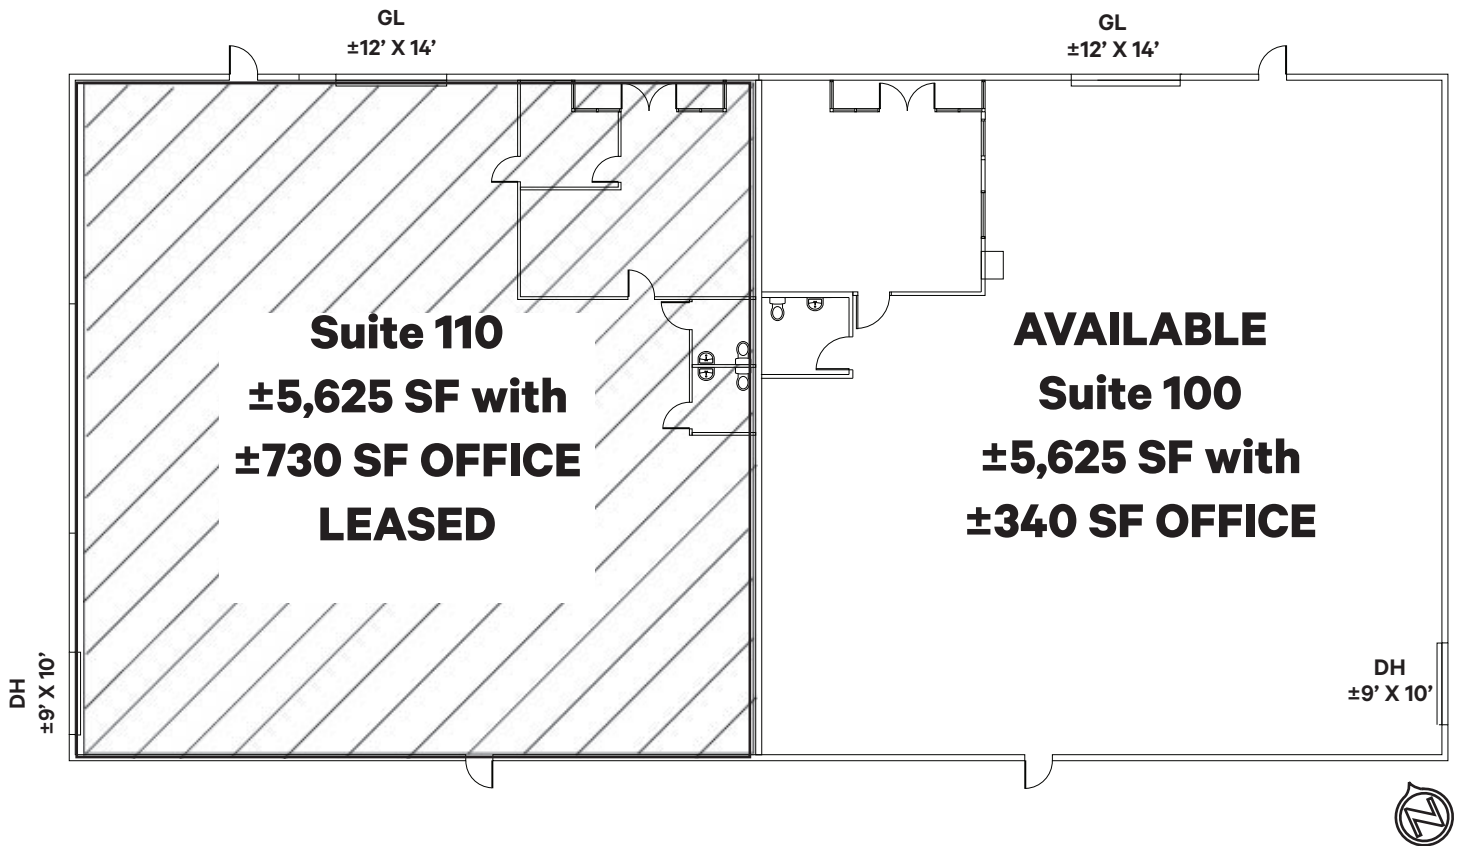 GL
±12’ X 14’
GL
±12’ X 14’
Suite 110
±5,625 SF with
±730 SF OFFICE
LEASED
AVAILABLE
Suite 100
±5,625 SF with
±340 SF OFFICE
DH
±9’ X 10’
DH
±9’ X 10’
N